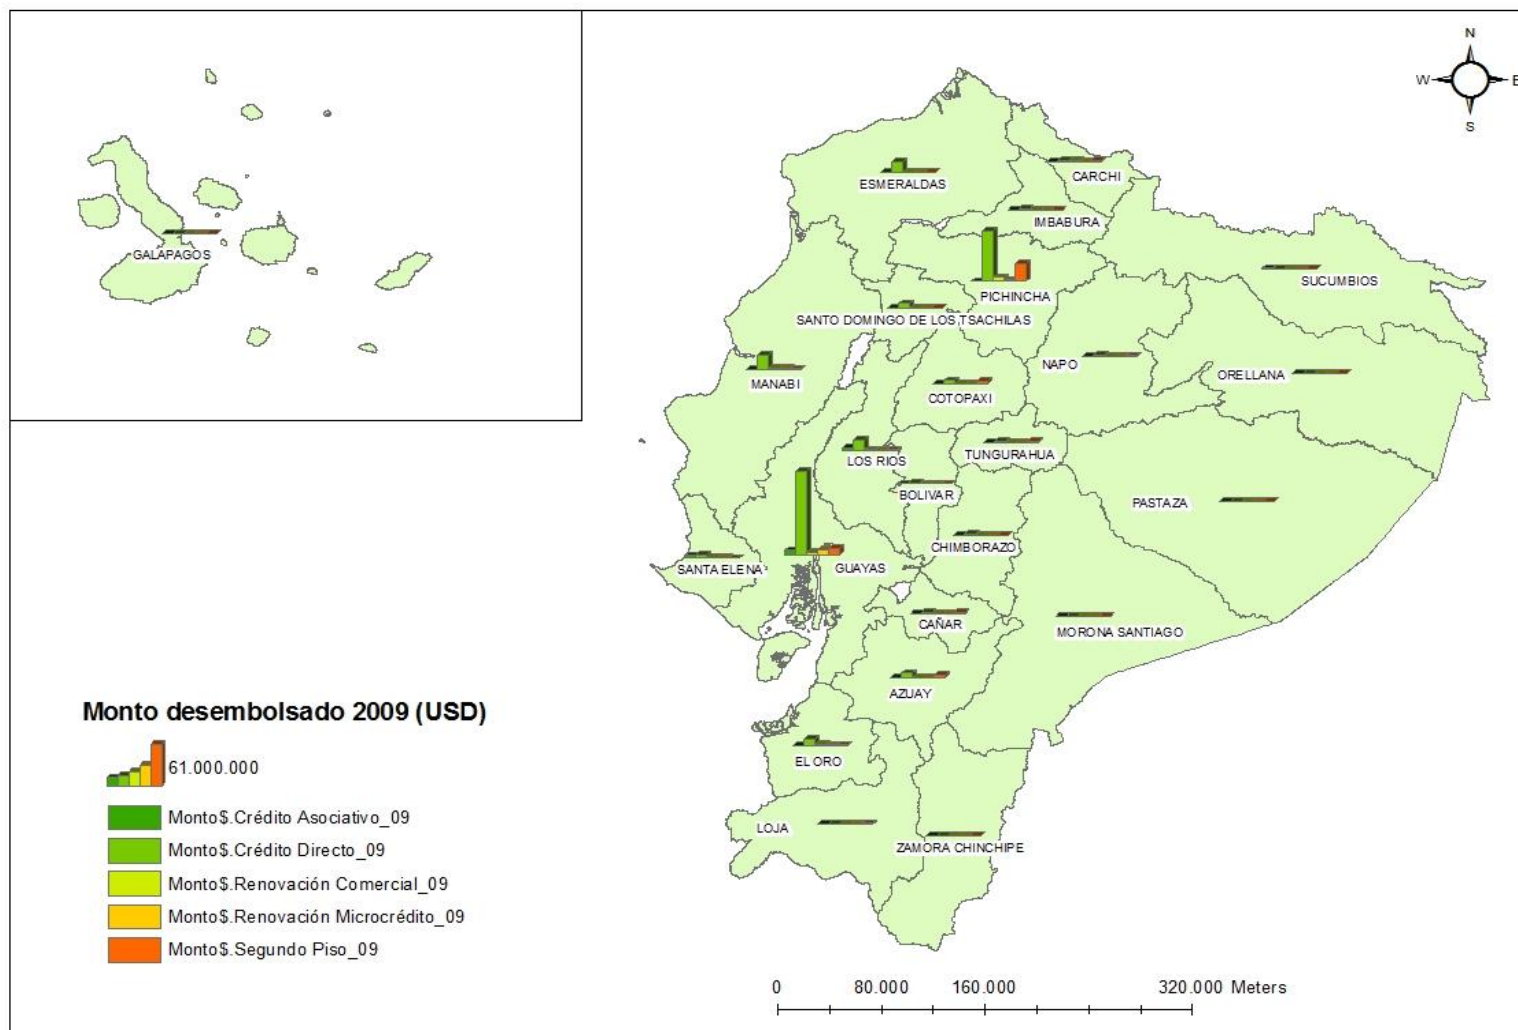 N
W
E
S
ESMERALDAS
CARCHI
IMBABURA
GALAPAGOS
SUCUMBIOS
PICHINCHA
SANTO DOMINGO DE LOS TSACHILAS
NAPO
ORELLANA
MANABI
COTOPAXI
LOS RIOS
TUNGURAHUA
BOLIVAR
PASTAZA
CHIMBORAZO
SANTA ELENA
GUAYAS
CAÑAR
MORONA SANTIAGO
AZUAY
EL ORO
LOJA
ZAMORA CHINCHIPE
Monto desembolsado 2009 (USD)
61.000.000
Monto$.Crédito Asociativo_09
Monto$.Crédito Directo_09
Monto$.Renovación Comercial_09
Monto$.Renovación Microcrédito_09
Monto$.Segundo Piso_09
0 80.000 160.000 320.000 Meters